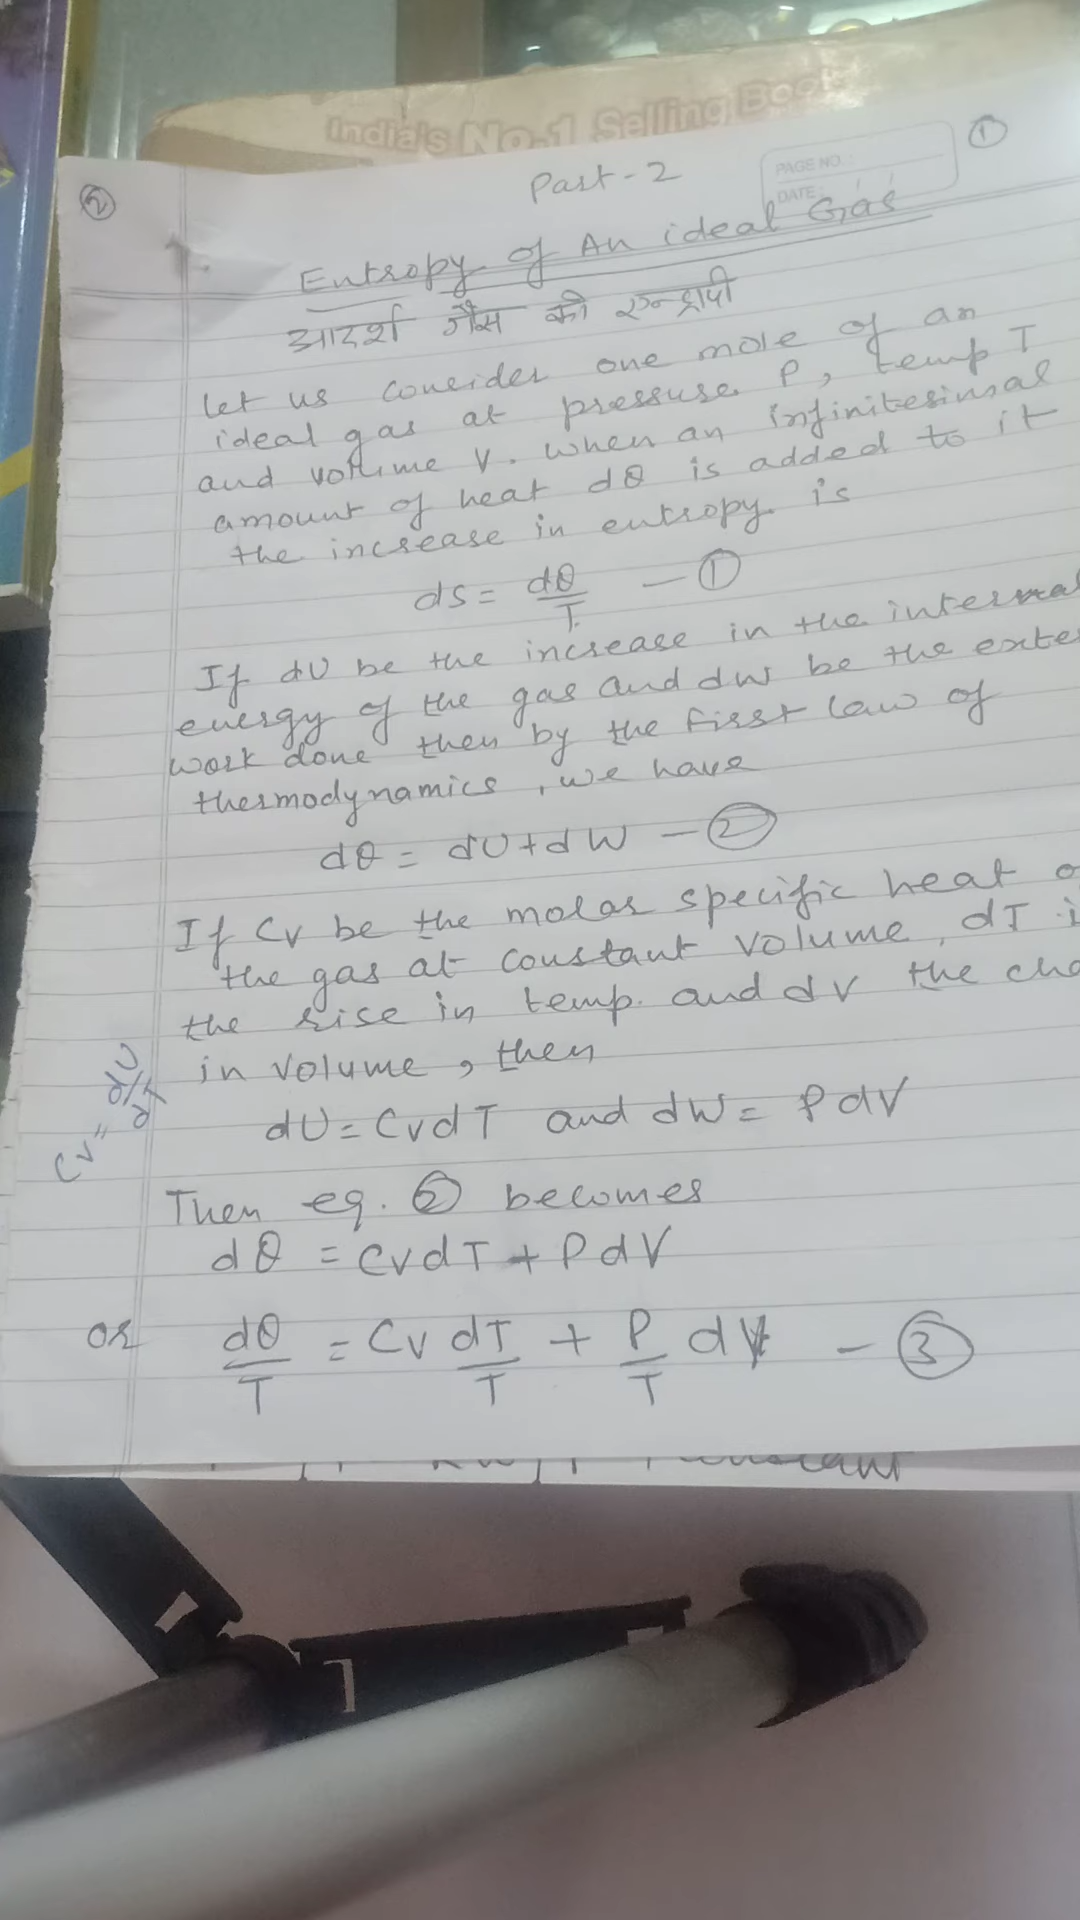 India's No.1 Selling Book
Part-2
PAGE NO.:
DATE:
①
②
Entropy of An ideal Gas
आदर्श गैस की एन्ट्रापी
Let us consider one mole of an
ideal gas at pressure P, temp T
and volume V. when an infinitesimal
amount of heat dθ is added to it
the increase in entropy is
dS = dθ/T — ①
If dU be the increase in the internal
energy of the gas and dw be the exte
work done then by the first law of
thermodynamics, we have
dθ = dU + dW — ②
If Cv be the molar specific heat o
the gas at constant volume, dT i
the rise in temp. and dV the cha
in volume, then
Cv = dU/dT
dU = CvdT and dW = PdV
Then eq. ② becomes
dθ = CvdT + PdV
or dθ/T = Cv dT/T + P/T dV — ③